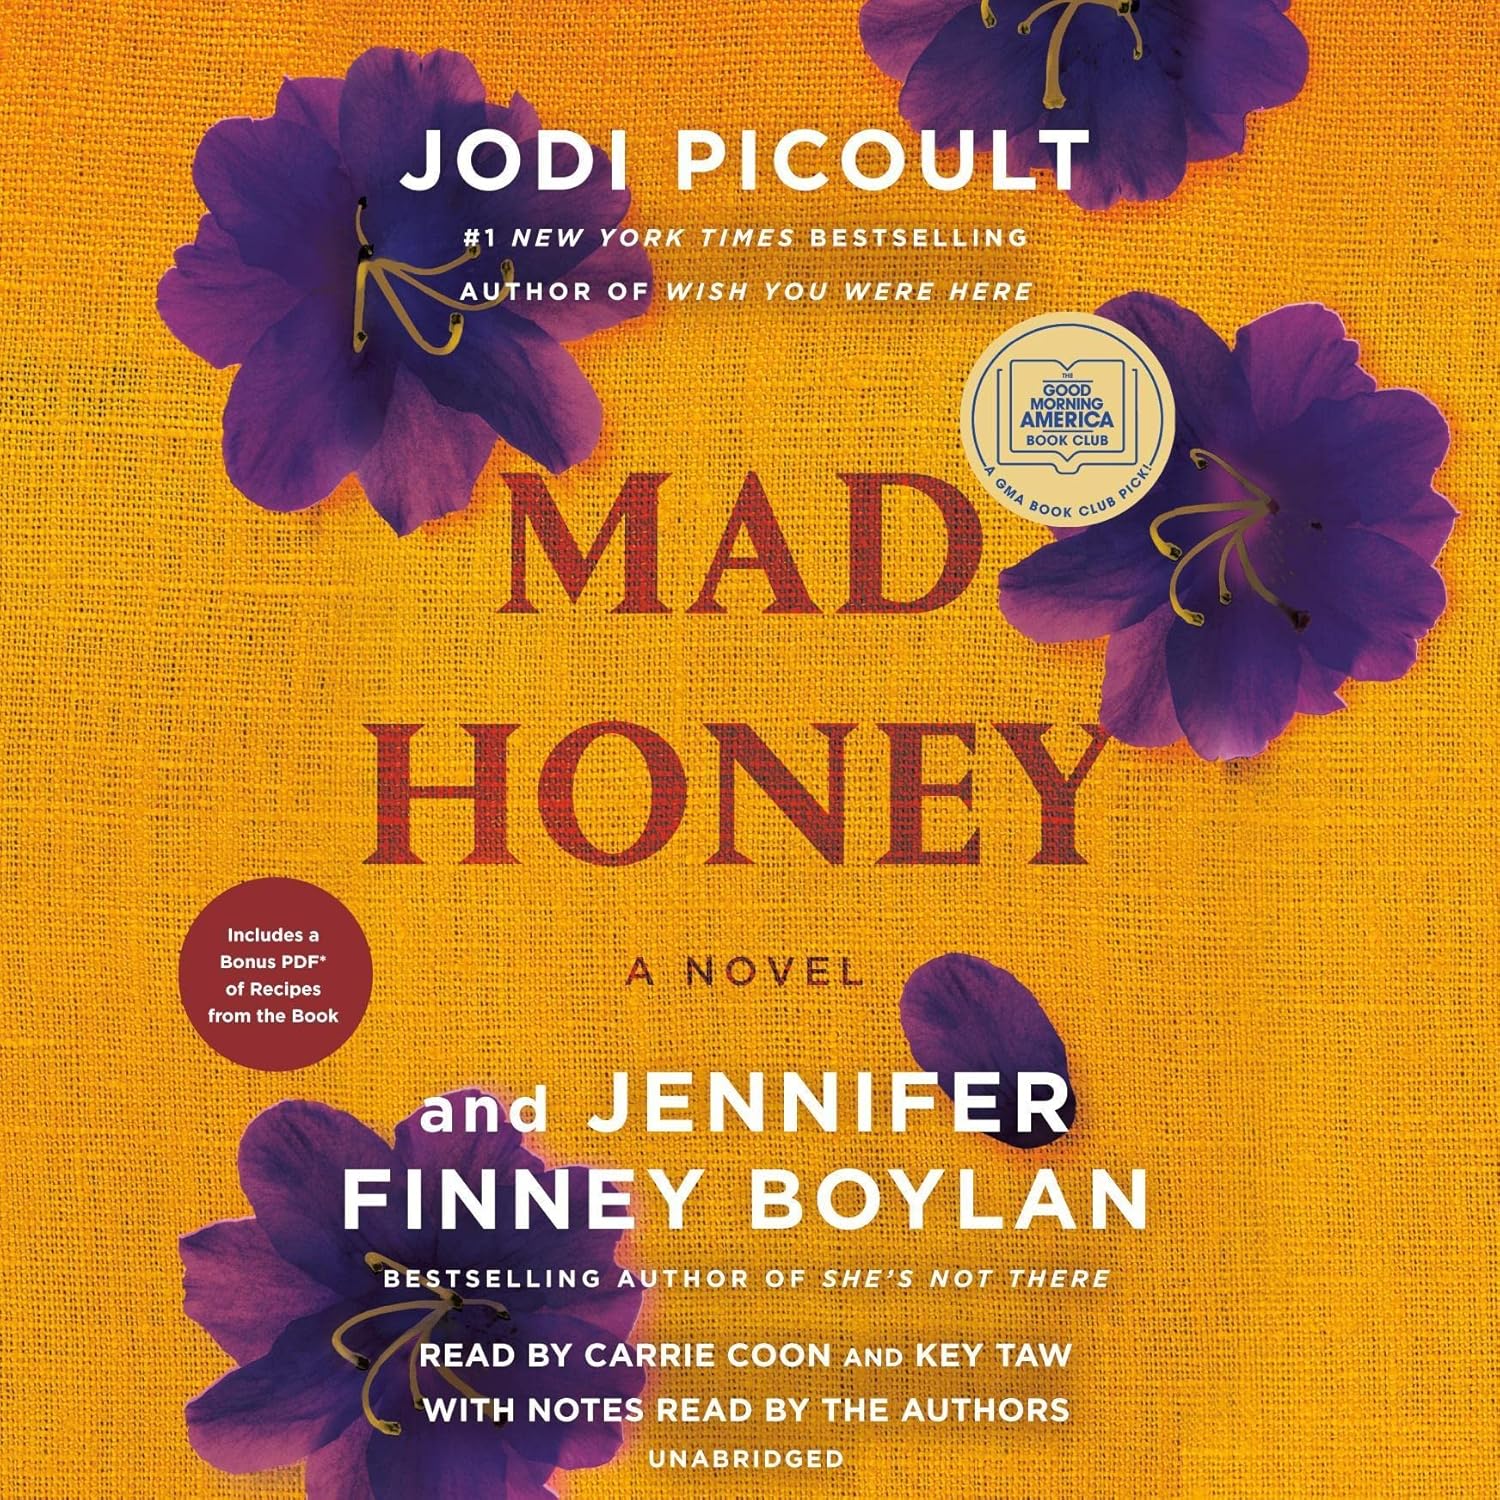 JODI PICOULT
#1 NEW YORK TIMES BESTSELLING
AUTHOR OF WISH YOU WERE HERE
THE
GOOD
MORNING
AMERICA
BOOK CLUB
A GMA BOOK CLUB PICK!
MAD
HONEY
A NOVEL
Includes a
Bonus PDF*
of Recipes
from the Book
and JENNIFER
FINNEY BOYLAN
BESTSELLING AUTHOR OF SHE'S NOT THERE
READ BY CARRIE COON AND KEY TAW
WITH NOTES READ BY THE AUTHORS
UNABRIDGED